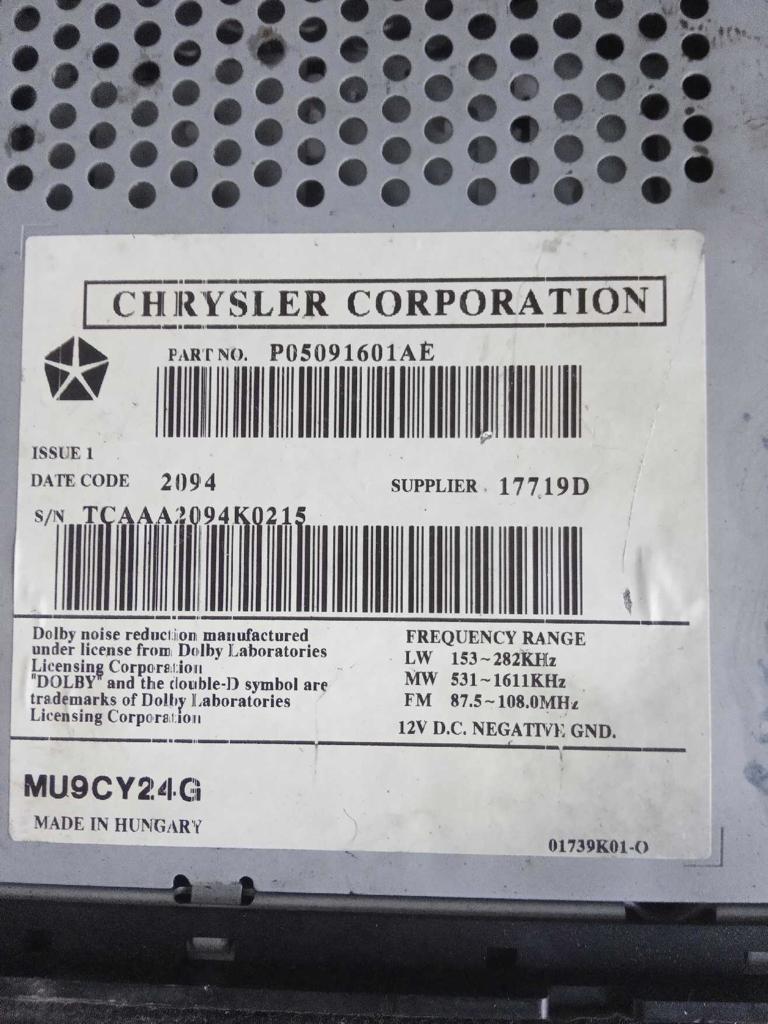 CHRYSLER CORPORATION
PART NO. P05091601AE
ISSUE 1
DATE CODE 2094
SUPPLIER 17719D
S/N TCAAA2094K0215
Dolby noise reduction manufactured
under license from Dolby Laboratories
Licensing Corporation
"DOLBY" and the double-D symbol are
trademarks of Dolby Laboratories
Licensing Corporation
FREQUENCY RANGE
LW 153~282KHz
MW 531~1611KHz
FM 87.5~108.0MHz
12V D.C. NEGATIVE GND.
MU9CY24G
MADE IN HUNGARY
01739K01-O